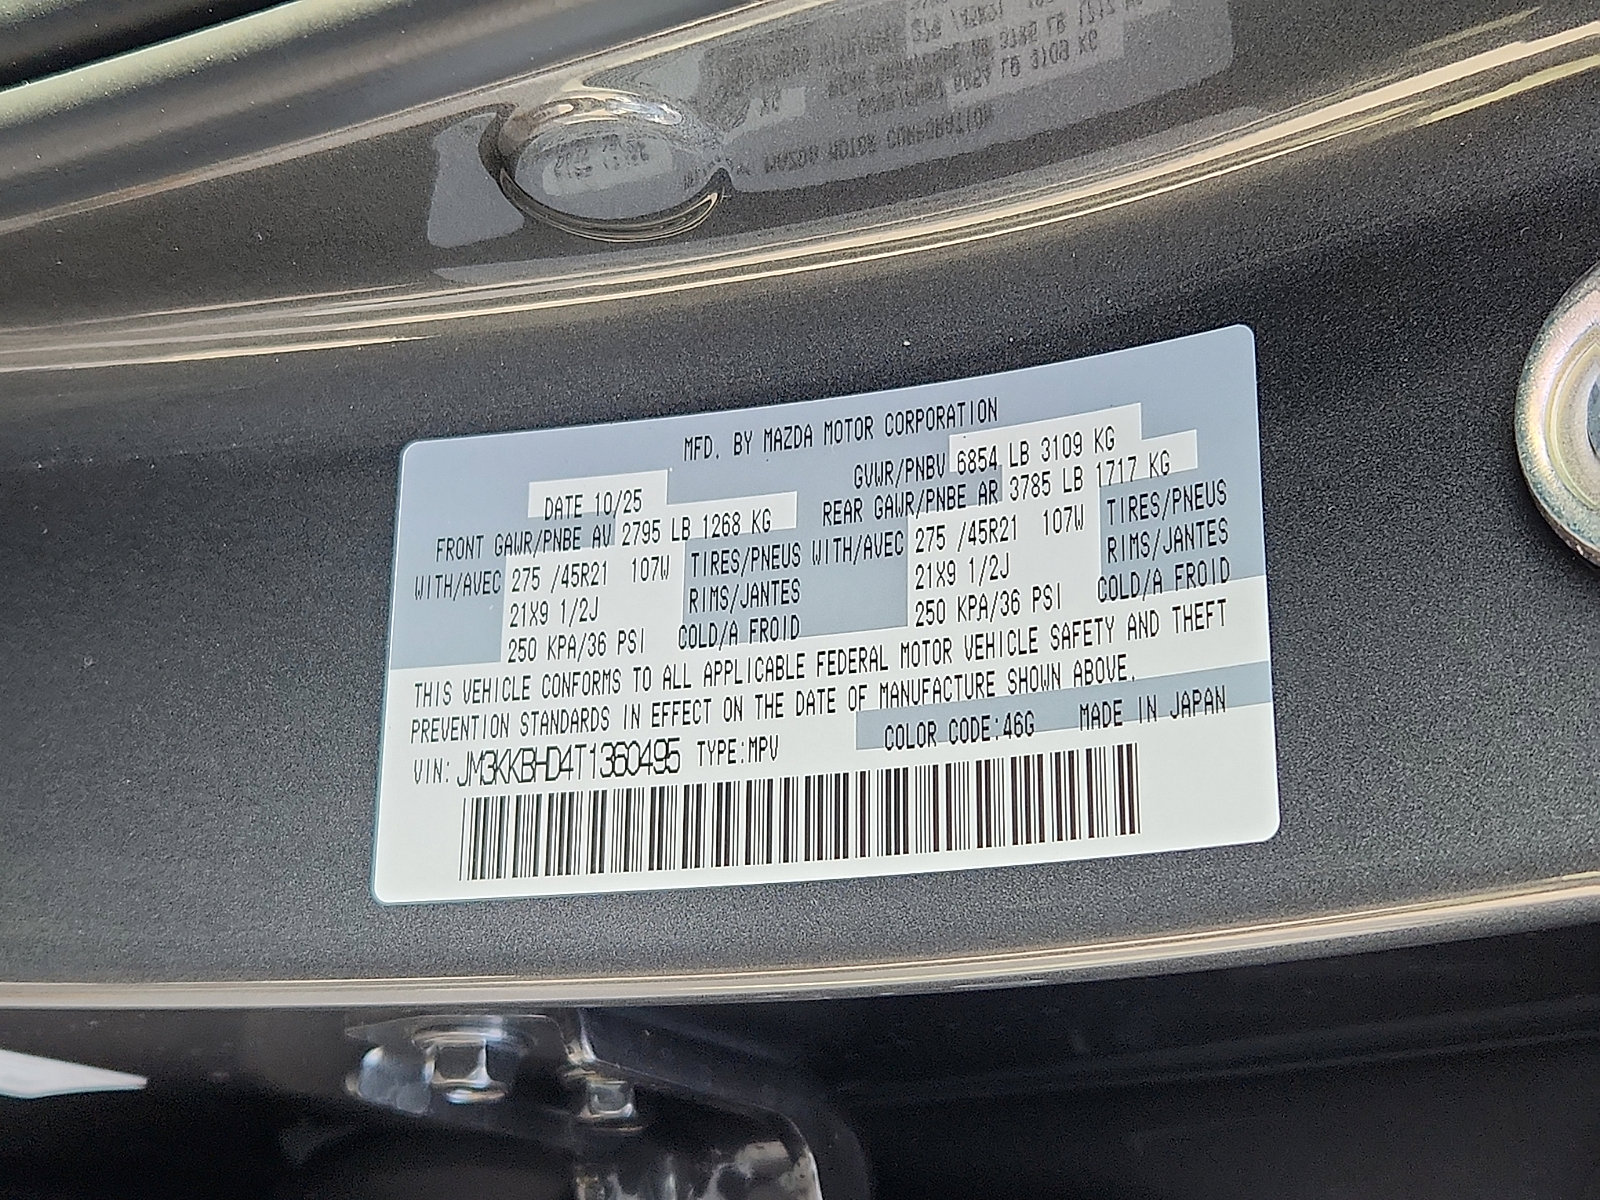 MFD. BY MAZDA MOTOR CORPORATION
DATE 10/25
GVWR/PNBV 6854 LB 3109 KG
FRONT GAWR/PNBE AV 2795 LB 1268 KG
REAR GAWR/PNBE AR 3785 LB 1717 KG
WITH/AVEC 275 /45R21 107W TIRES/PNEUS
21X9 1/2J RIMS/JANTES
250 KPA/36 PSI COLD/A FROID
WITH/AVEC 275 /45R21 107W TIRES/PNEUS
21X9 1/2J RIMS/JANTES
250 KPA/36 PSI COLD/A FROID
THIS VEHICLE CONFORMS TO ALL APPLICABLE FEDERAL MOTOR VEHICLE SAFETY AND THEFT
PREVENTION STANDARDS IN EFFECT ON THE DATE OF MANUFACTURE SHOWN ABOVE.
VIN: JM3KKBHD4T1360495 TYPE:MPV COLOR CODE:46G MADE IN JAPAN